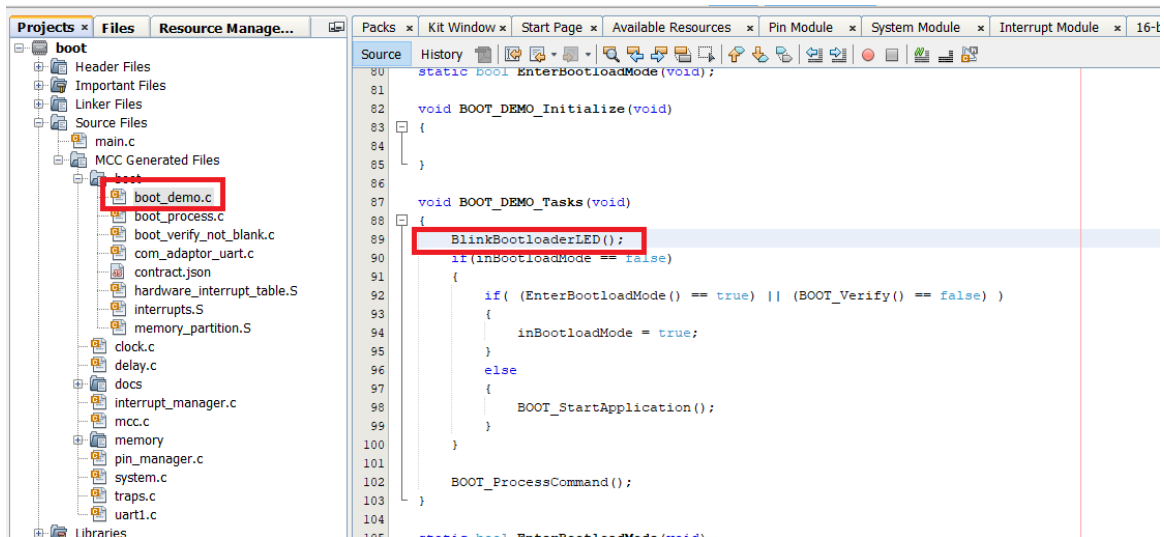 Projects × Files Resource Manage...
boot
Header Files
Important Files
Linker Files
Source Files
main.c
MCC Generated Files
boot
boot_demo.c
boot_process.c
boot_verify_not_blank.c
com_adaptor_uart.c
contract.json
hardware_interrupt_table.S
interrupts.S
memory_partition.S
clock.c
delay.c
docs
interrupt_manager.c
mcc.c
memory
pin_manager.c
system.c
traps.c
uart1.c
Libraries
Packs × Kit Window × Start Page × Available Resources × Pin Module × System Module × Interrupt Module × 16-b
Source History
80 static bool EnterBootloadMode(void);
81
82 void BOOT_DEMO_Initialize(void)
83 {
84
85 }
86
87 void BOOT_DEMO_Tasks(void)
88 {
89 BlinkBootloaderLED();
90 if(inBootloadMode == false)
91 {
92 if( (EnterBootloadMode() == true) || (BOOT_Verify() == false) )
93 {
94 inBootloadMode = true;
95 }
96 else
97 {
98 BOOT_StartApplication();
99 }
100 }
101
102 BOOT_ProcessCommand();
103 }
104
105 static bool EnterBootloadMode(void)